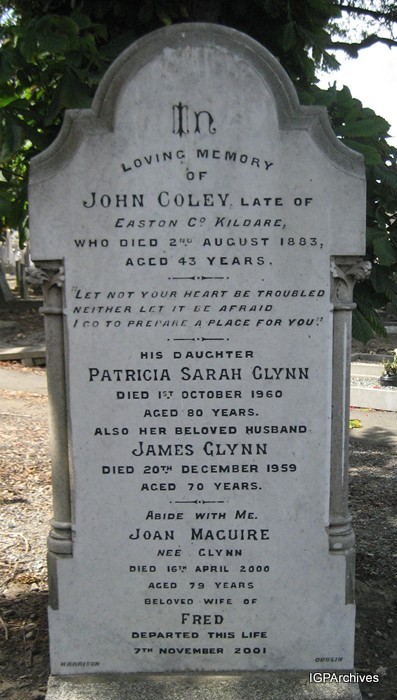 In
LOVING MEMORY
OF
JOHN COLEY, LATE OF
EASTON Co KILDARE,
WHO DIED 2ND AUGUST 1883,
AGED 43 YEARS.
"LET NOT YOUR HEART BE TROUBLED
NEITHER LET IT BE AFRAID
I GO TO PREPARE A PLACE FOR YOU."
HIS DAUGHTER
PATRICIA SARAH GLYNN
DIED 1ST OCTOBER 1960
AGED 80 YEARS.
ALSO HER BELOVED HUSBAND
JAMES GLYNN
DIED 20TH DECEMBER 1959
AGED 70 YEARS.
ABIDE WITH ME.
JOAN MAGUIRE
NEÉ GLYNN
DIED 16TH APRIL 2000
AGED 79 YEARS
BELOVED WIFE OF
FRED
DEPARTED THIS LIFE
7TH NOVEMBER 2001
HARRISON DUBLIN
IGPArchives